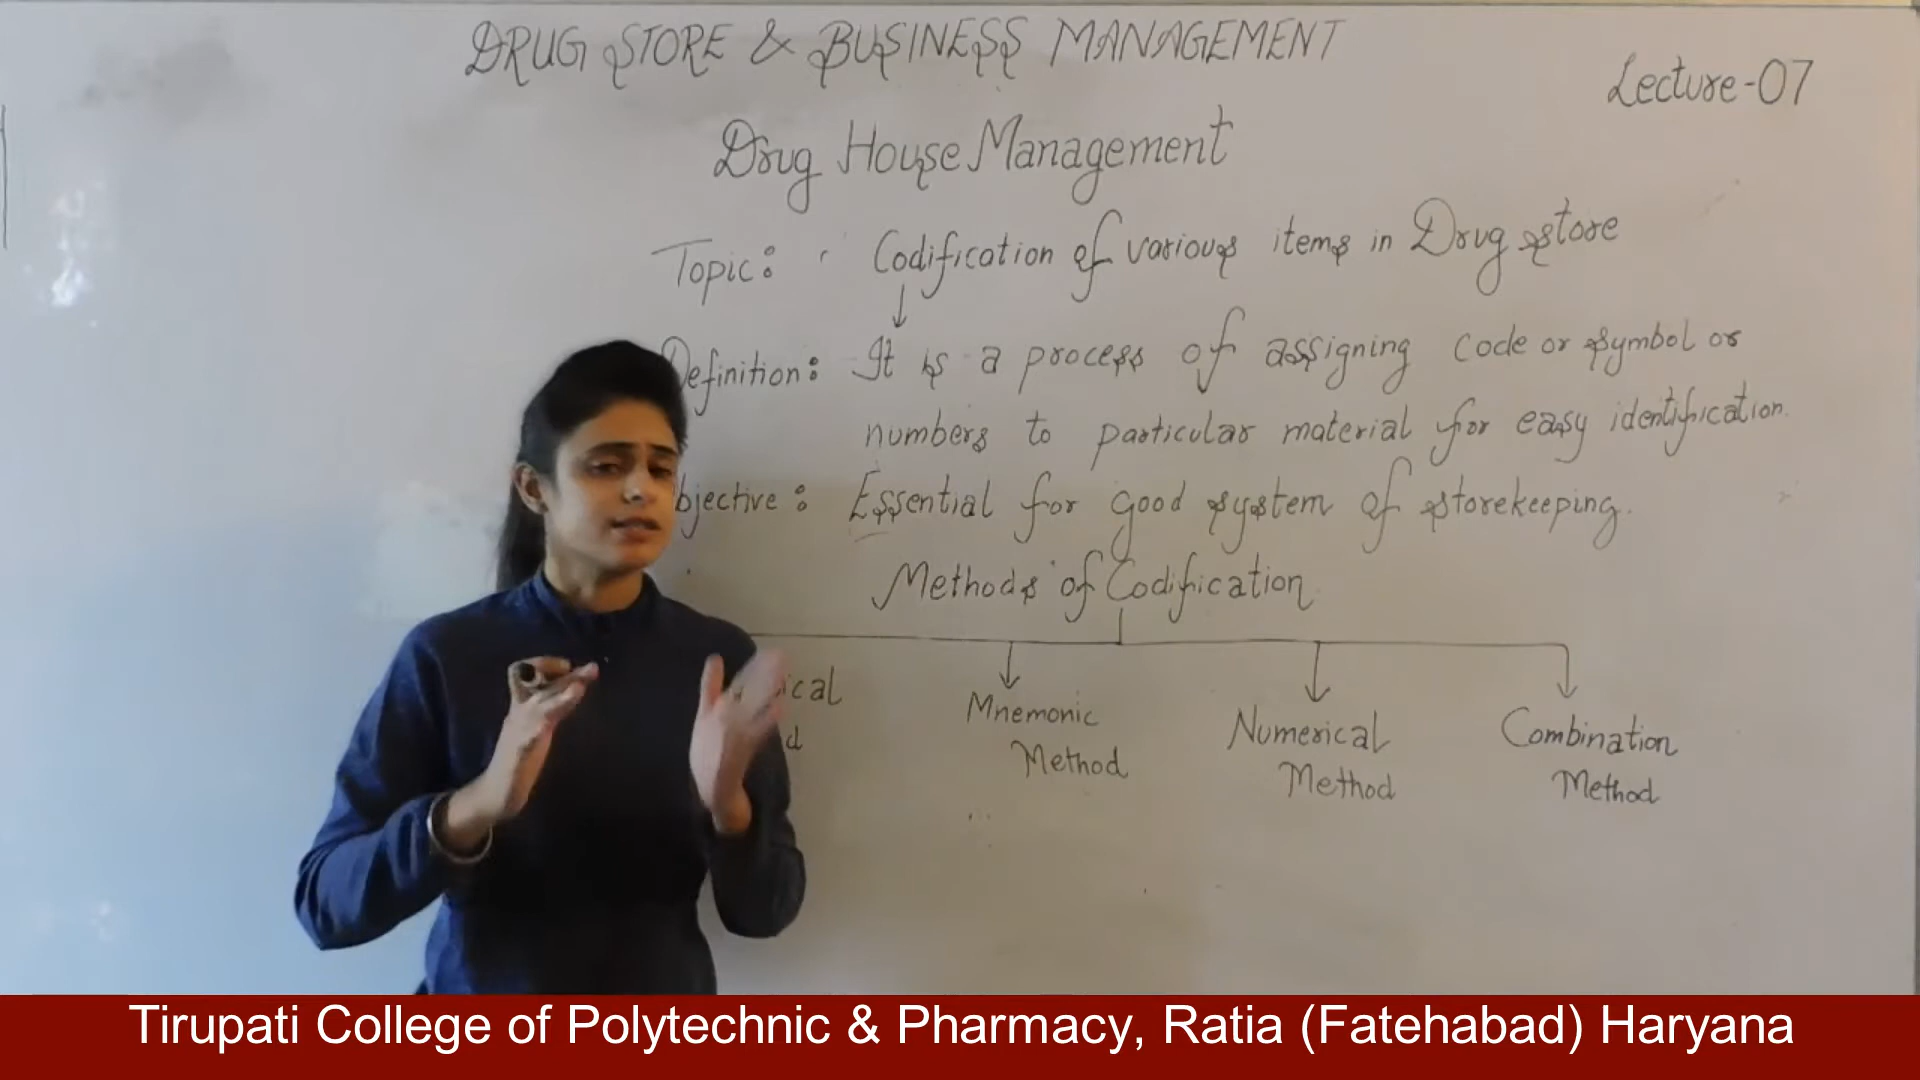 DRUG STORE & BUSINESS MANAGEMENT
Lecture-07
Drug House Management
Topic: Codification of various items in Drug store
Definition: It is a process of assigning code or symbol or
numbers to particular material for easy identification.
bjective: Essential for good system of storekeeping.
Methods of Codification
ical
d
Mnemonic
Method
Numerical
Method
Combination
Method
Tirupati College of Polytechnic & Pharmacy, Ratia (Fatehabad) Haryana